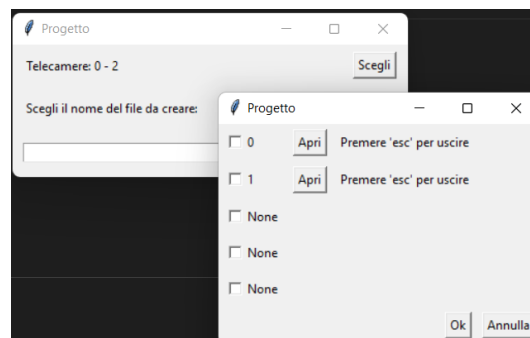 Progetto
Telecamere: 0 - 2
Scegli
Scegli il nome del file da creare:
Progetto
0 Apri Premere 'esc' per uscire
1 Apri Premere 'esc' per uscire
None
None
None
Ok Annulla